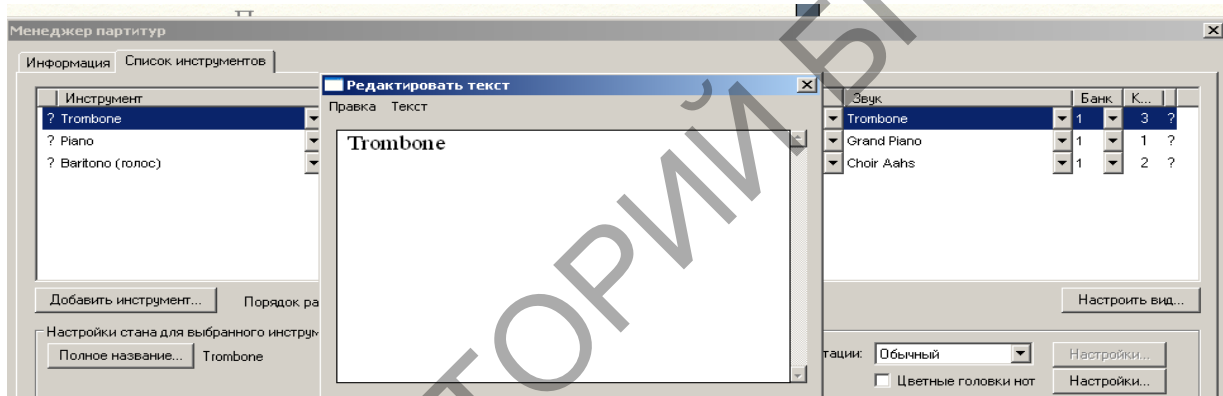 Менеджер партитур
Информация Список инструментов
Редактировать текст
Правка Текст
Trombone
Инструмент Звук Банк К...
? Trombone Trombone 1 3 ?
? Piano Grand Piano 1 1 ?
? Baritono (голос) Choir Aahs 1 2 ?
Добавить инструмент... Порядок ра Настроить вид...
Настройки стана для выбранного инструм
Полное название... Trombone тации: Обычный Настройки...
Цветные головки нот Настройки...
ТОРИЙ БГ